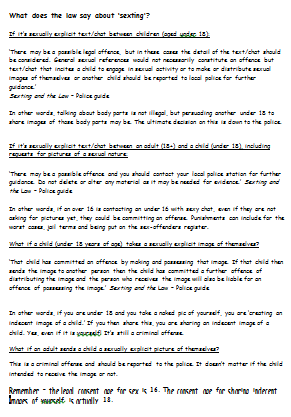 What does the law say about 'sexting'?
If it's sexually explicit text/chat between children (aged under 18):
'There may be a possible legal offence, but in these cases the detail of the text/chat should
be considered. General sexual references would not necessarily constitute an offence but
text/chat that incites a child to engage in sexual activity or to make or distribute sexual
images of themselves or another child should be reported to local police for further
guidance.'
Sexting and the Law – Police guide
In other words, talking about body parts is not illegal, but persuading another under 18 to
share images of those body parts may be. The ultimate decision on this is down to the police.
If it's sexually explicit text/chat between an adult (18+) and a child (under 18), including
requests for pictures of a sexual nature.
'There may be a possible offence and you should contact your local police station for further
guidance. Do not delete or alter any material as it may be needed for evidence.' Sexting and
the Law – Police guide
In other words, if an over 16 is contacting an under 16 with sexy chat, even if they are not
asking for pictures yet, they could be committing an offence. Punishments can include for the
worst cases, jail terms and being put on the sex-offenders register.
What if a child (under 18 years of age) takes a sexually explicit image of themselves?
'That child has committed an offence by making and possessing that image. If that child then
sends the image to another person then the child has committed a further offence of
distributing the image and the person who receives the image will also be liable for an
offence of possessing the image.' Sexting and the Law – Police guide
In other words, if you are under 18 and you take a naked pic of yourself, you are 'creating an
indecent image of a child.' If you then share this, you are sharing an indecent image of a
child. Yes, even if it is yourself! It's still a criminal offence.
What if an adult sends a child a sexually explicit picture of themselves?
This is a criminal offence and should be reported to the police. It doesn't matter if the child
intended to receive the image or not.
Remember – the legal consent age for sex is 16. The consent age for sharing indecent
images of yourself is actually 18.